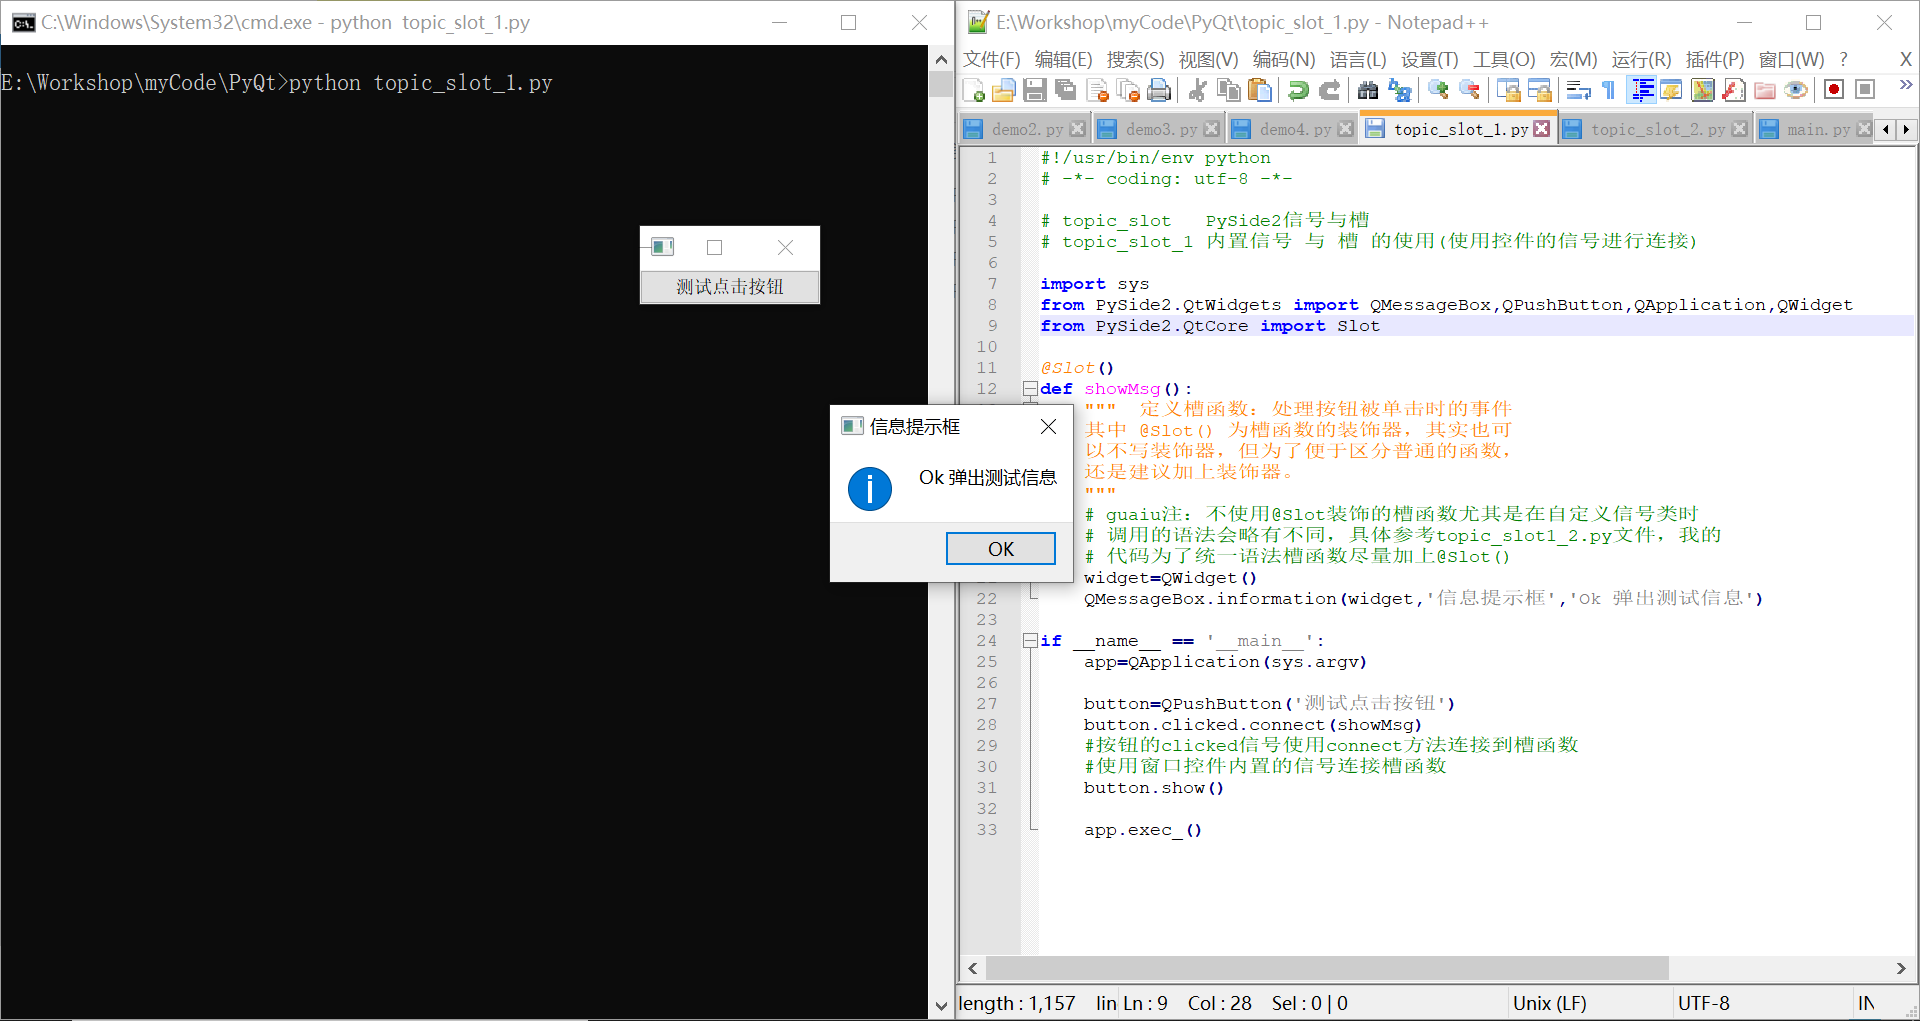 C:\Windows\System32\cmd.exe - python  topic_slot_1.py
E:\Workshop\myCode\PyQt>python topic_slot_1.py
测试点击按钮
信息提示框
Ok 弹出测试信息
OK
E:\Workshop\myCode\PyQt\topic_slot_1.py - Notepad++
文件(F) 编辑(E) 搜索(S) 视图(V) 编码(N) 语言(L) 设置(T) 工具(O) 宏(M) 运行(R) 插件(P) 窗口(W) ? X
demo2.py demo3.py demo4.py topic_slot_1.py topic_slot_2.py main.py
1 #!/usr/bin/env python
2 # -*- coding: utf-8 -*-
3
4 # topic_slot   PySide2信号与槽
5 # topic_slot_1 内置信号 与 槽 的使用(使用控件的信号进行连接)
6
7 import sys
8 from PySide2.QtWidgets import QMessageBox,QPushButton,QApplication,QWidget
9 from PySide2.QtCore import Slot
10
11 @Slot()
12 def showMsg():
"""  定义槽函数: 处理按钮被单击时的事件
其中 @Slot() 为槽函数的装饰器，其实也可
以不写装饰器，但为了便于区分普通的函数，
还是建议加上装饰器。
"""
# guaiu注: 不使用@Slot装饰的槽函数尤其是在自定义信号类时
# 调用的语法会略有不同，具体参考topic_slot1_2.py文件，我的
# 代码为了统一语法槽函数尽量加上@Slot()
widget=QWidget()
22 QMessageBox.information(widget,'信息提示框','Ok 弹出测试信息')
23
24 if __name__ == '__main__':
25 app=QApplication(sys.argv)
26
27 button=QPushButton('测试点击按钮')
28 button.clicked.connect(showMsg)
29 #按钮的clicked信号使用connect方法连接到槽函数
30 #使用窗口控件内置的信号连接槽函数
31 button.show()
32
33 app.exec_()
length : 1,157 lin Ln : 9 Col : 28 Sel : 0 | 0 Unix (LF) UTF-8 IN